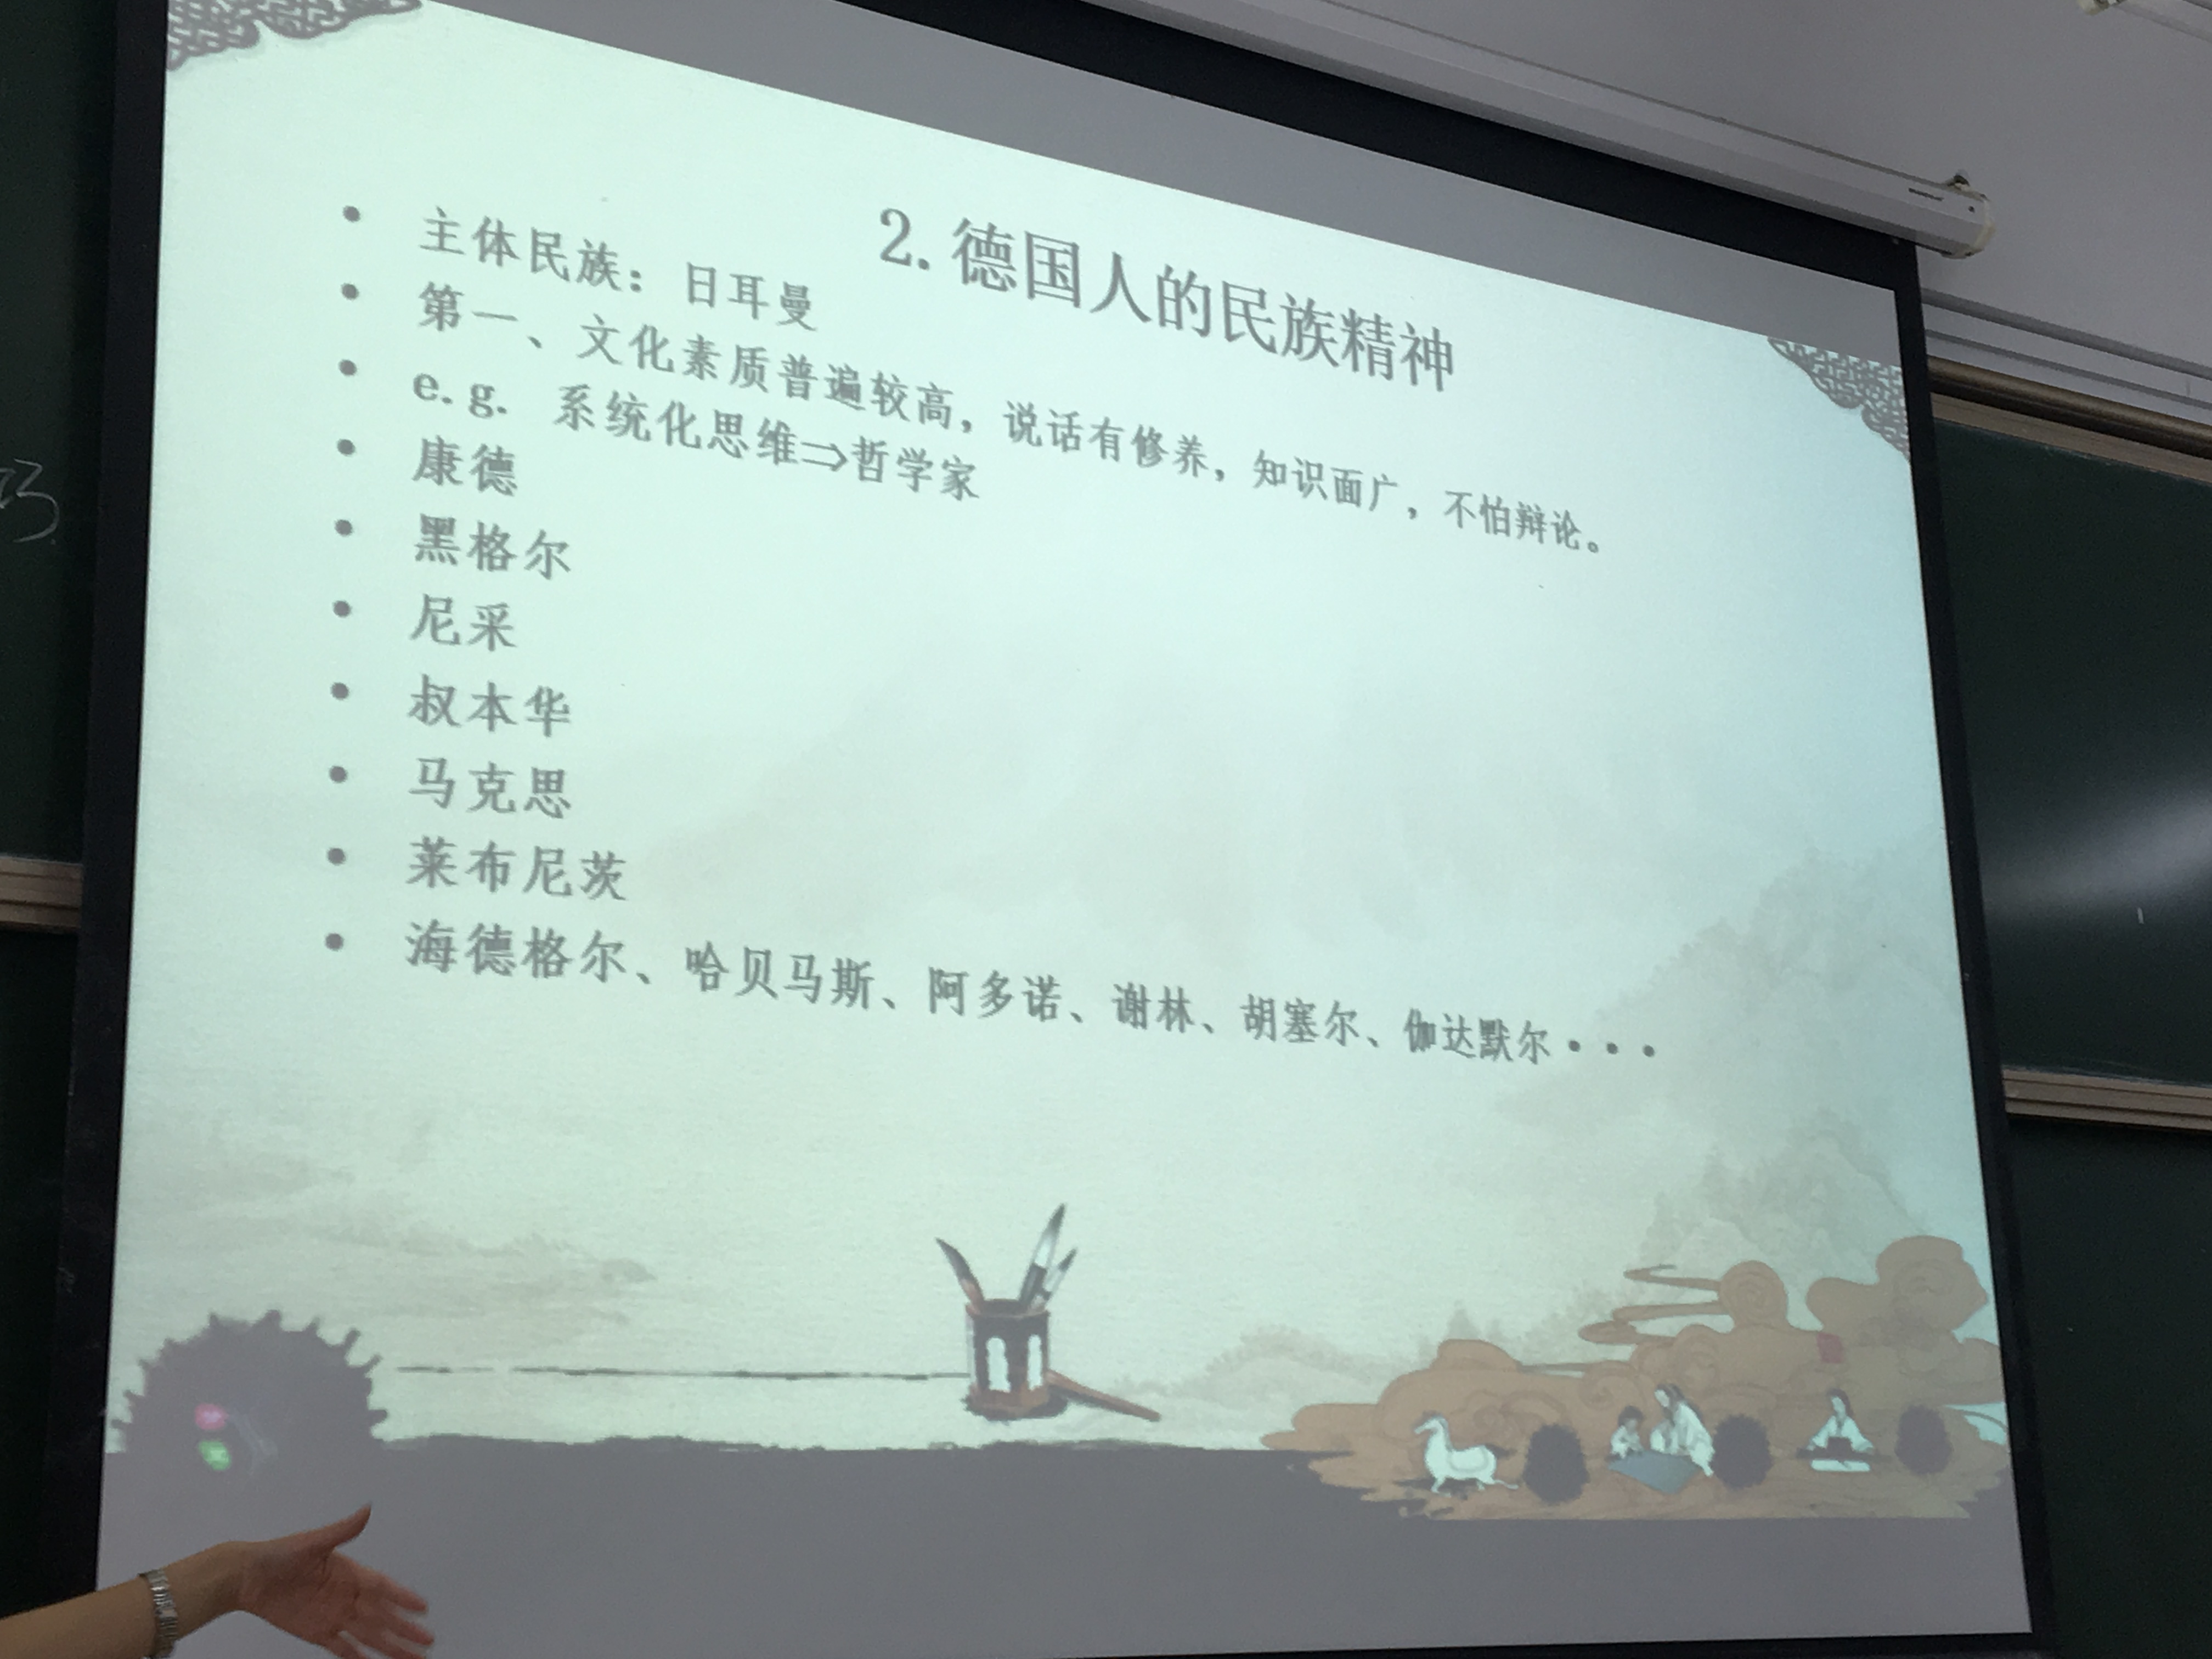 2.德国人的民族精神
• 主体民族：日耳曼
• 第一、文化素质普遍较高，说话有修养，知识面广，不怕辩论。
• e.g. 系统化思维⇒哲学家
• 康德
• 黑格尔
• 尼采
• 叔本华
• 马克思
• 莱布尼茨
• 海德格尔、哈贝马斯、阿多诺、谢林、胡塞尔、伽达默尔・・・
巧